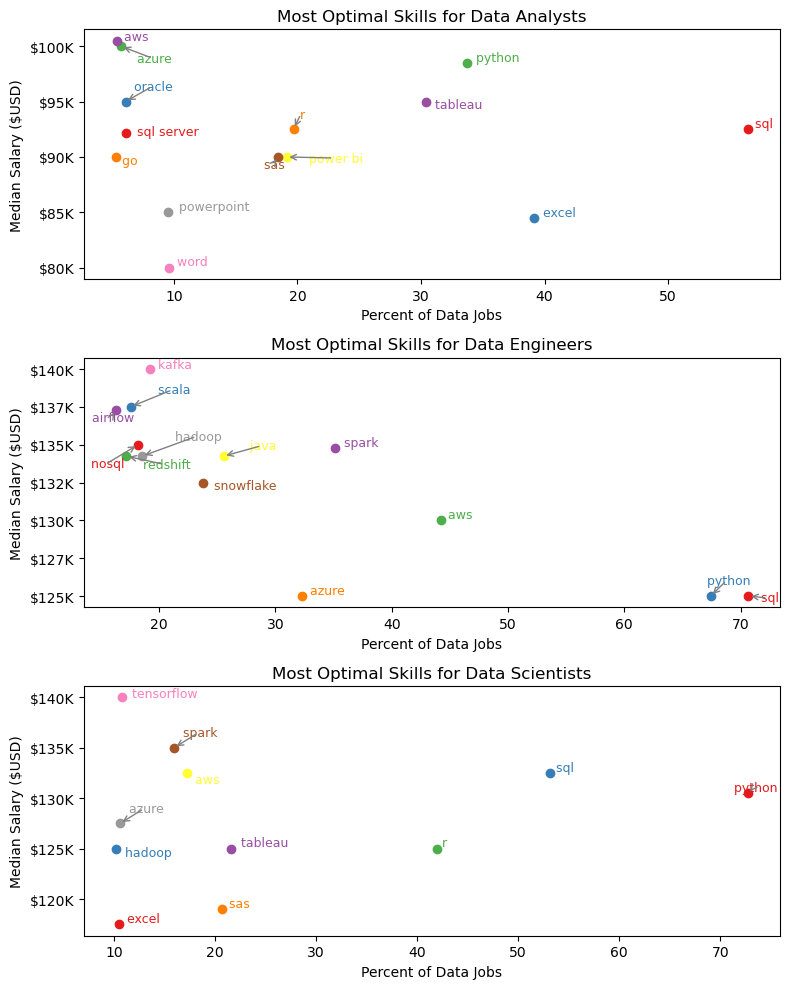 Most Optimal Skills for Data Analysts
Median Salary ($USD)
$100K
$95K
$90K
$85K
$80K
aws
azure
python
oracle
tableau
r
sql
sql server
go
sas
power bi
powerpoint
excel
word
10
20
30
40
50
Percent of Data Jobs
Most Optimal Skills for Data Engineers
Median Salary ($USD)
$140K
$137K
$135K
$132K
$130K
$127K
$125K
kafka
scala
airflow
hadoop
java
spark
nosql
redshift
snowflake
aws
azure
python
sql
20
30
40
50
60
70
Percent of Data Jobs
Most Optimal Skills for Data Scientists
Median Salary ($USD)
$140K
$135K
$130K
$125K
$120K
tensorflow
spark
aws
sql
python
azure
hadoop
tableau
r
sas
excel
10
20
30
40
50
60
70
Percent of Data Jobs